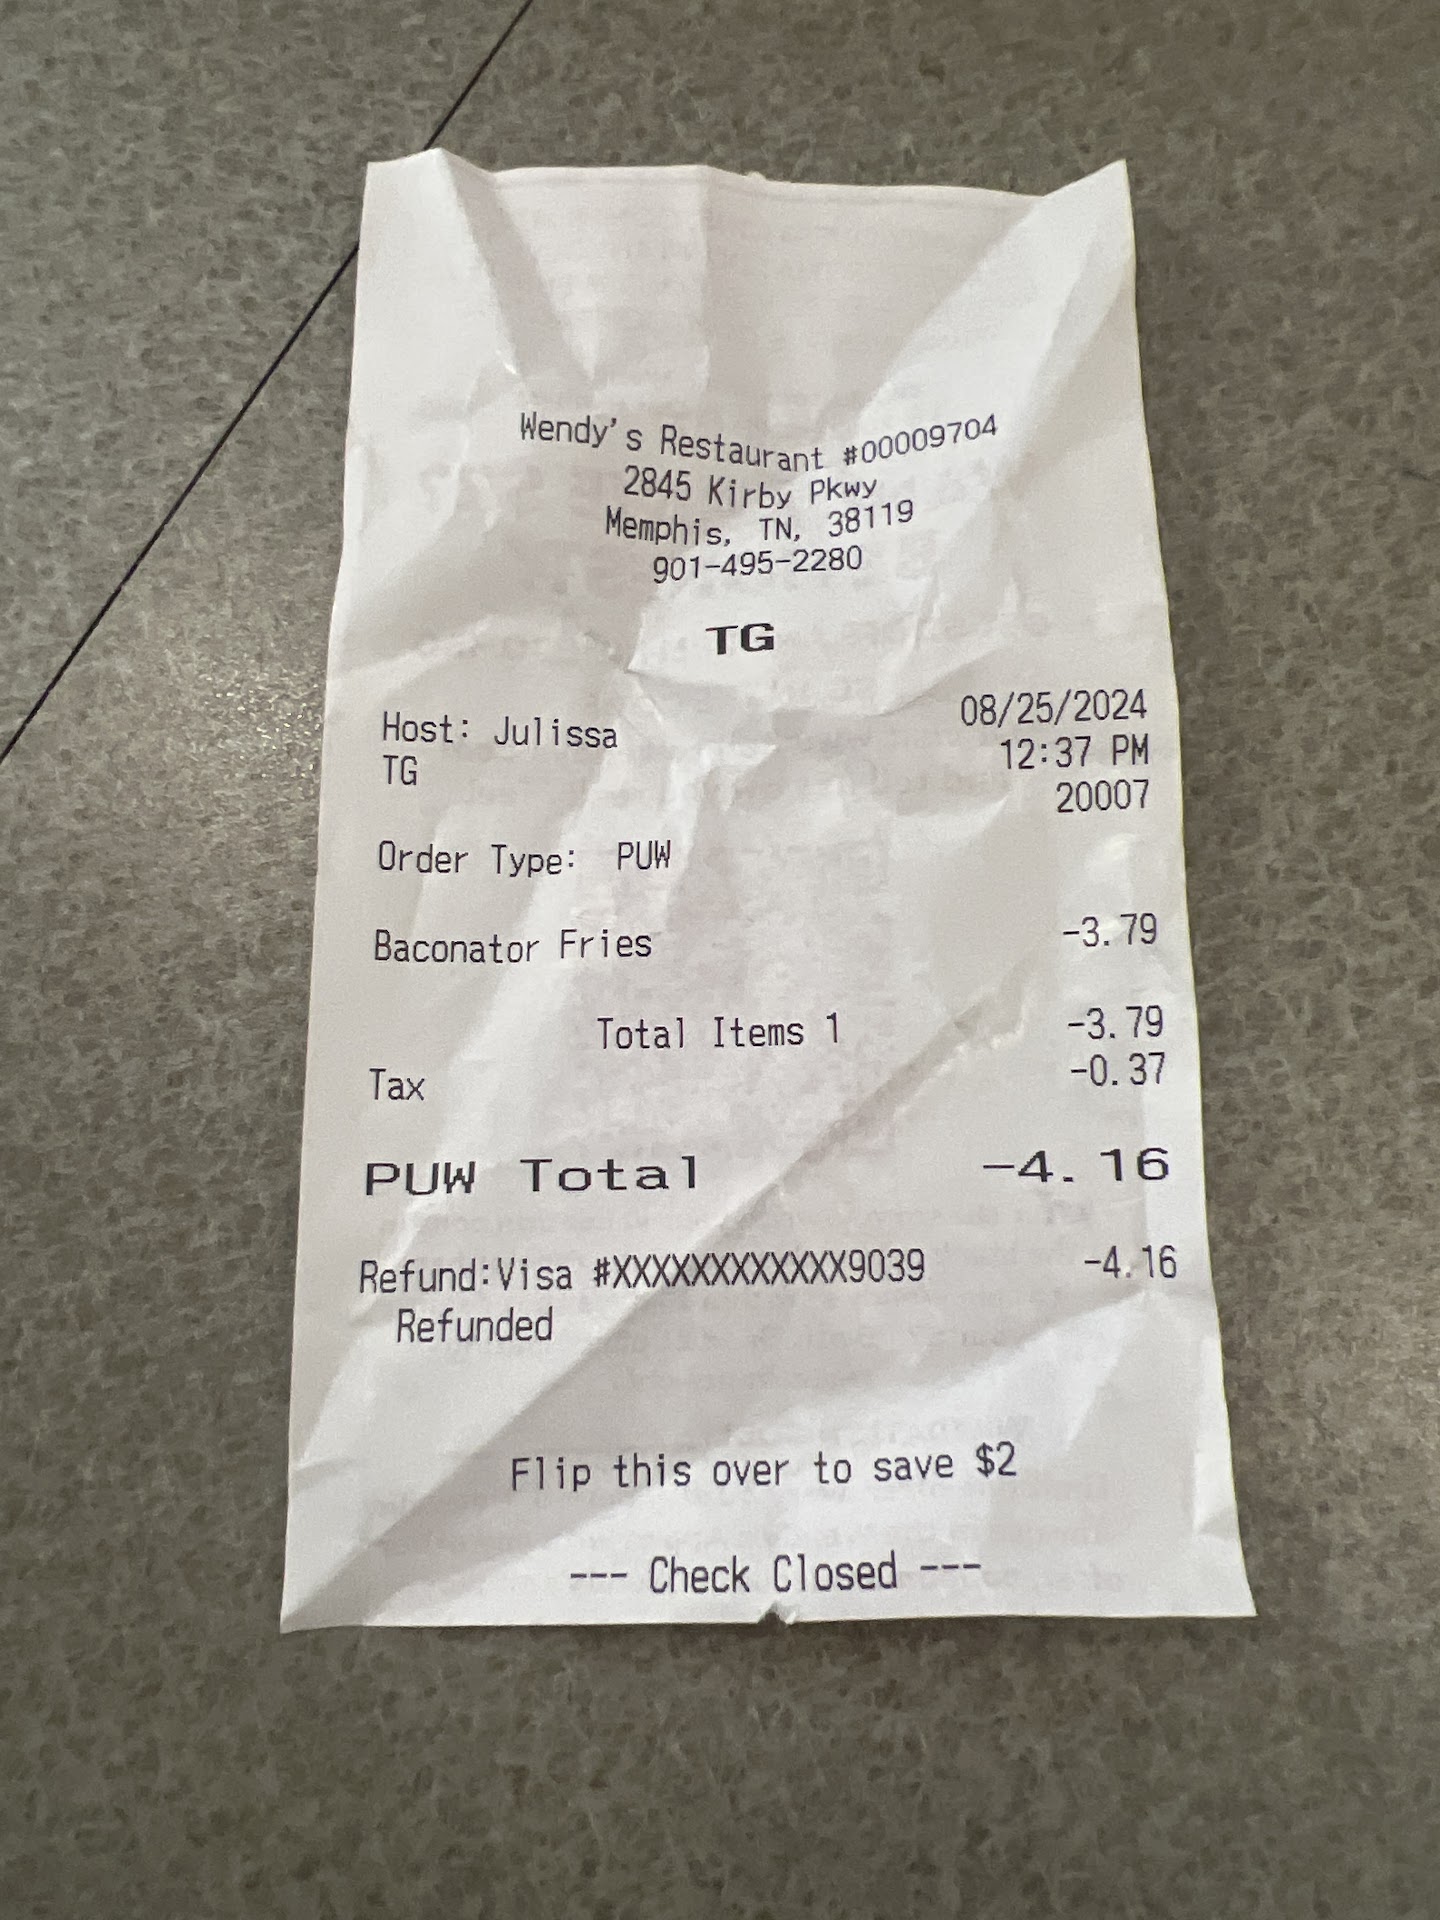 Wendy's Restaurant #00009704
2845 Kirby Pkwy
Memphis, TN, 38119
901-495-2280
TG
Host: Julissa 08/25/2024
TG 12:37 PM
20007
Order Type: PUW
Baconator Fries -3.79
Total Items 1 -3.79
Tax -0.37
PUW Total -4.16
Refund:Visa #XXXXXXXXXXXX9039 -4.16
Refunded
Flip this over to save $2
--- Check Closed ---